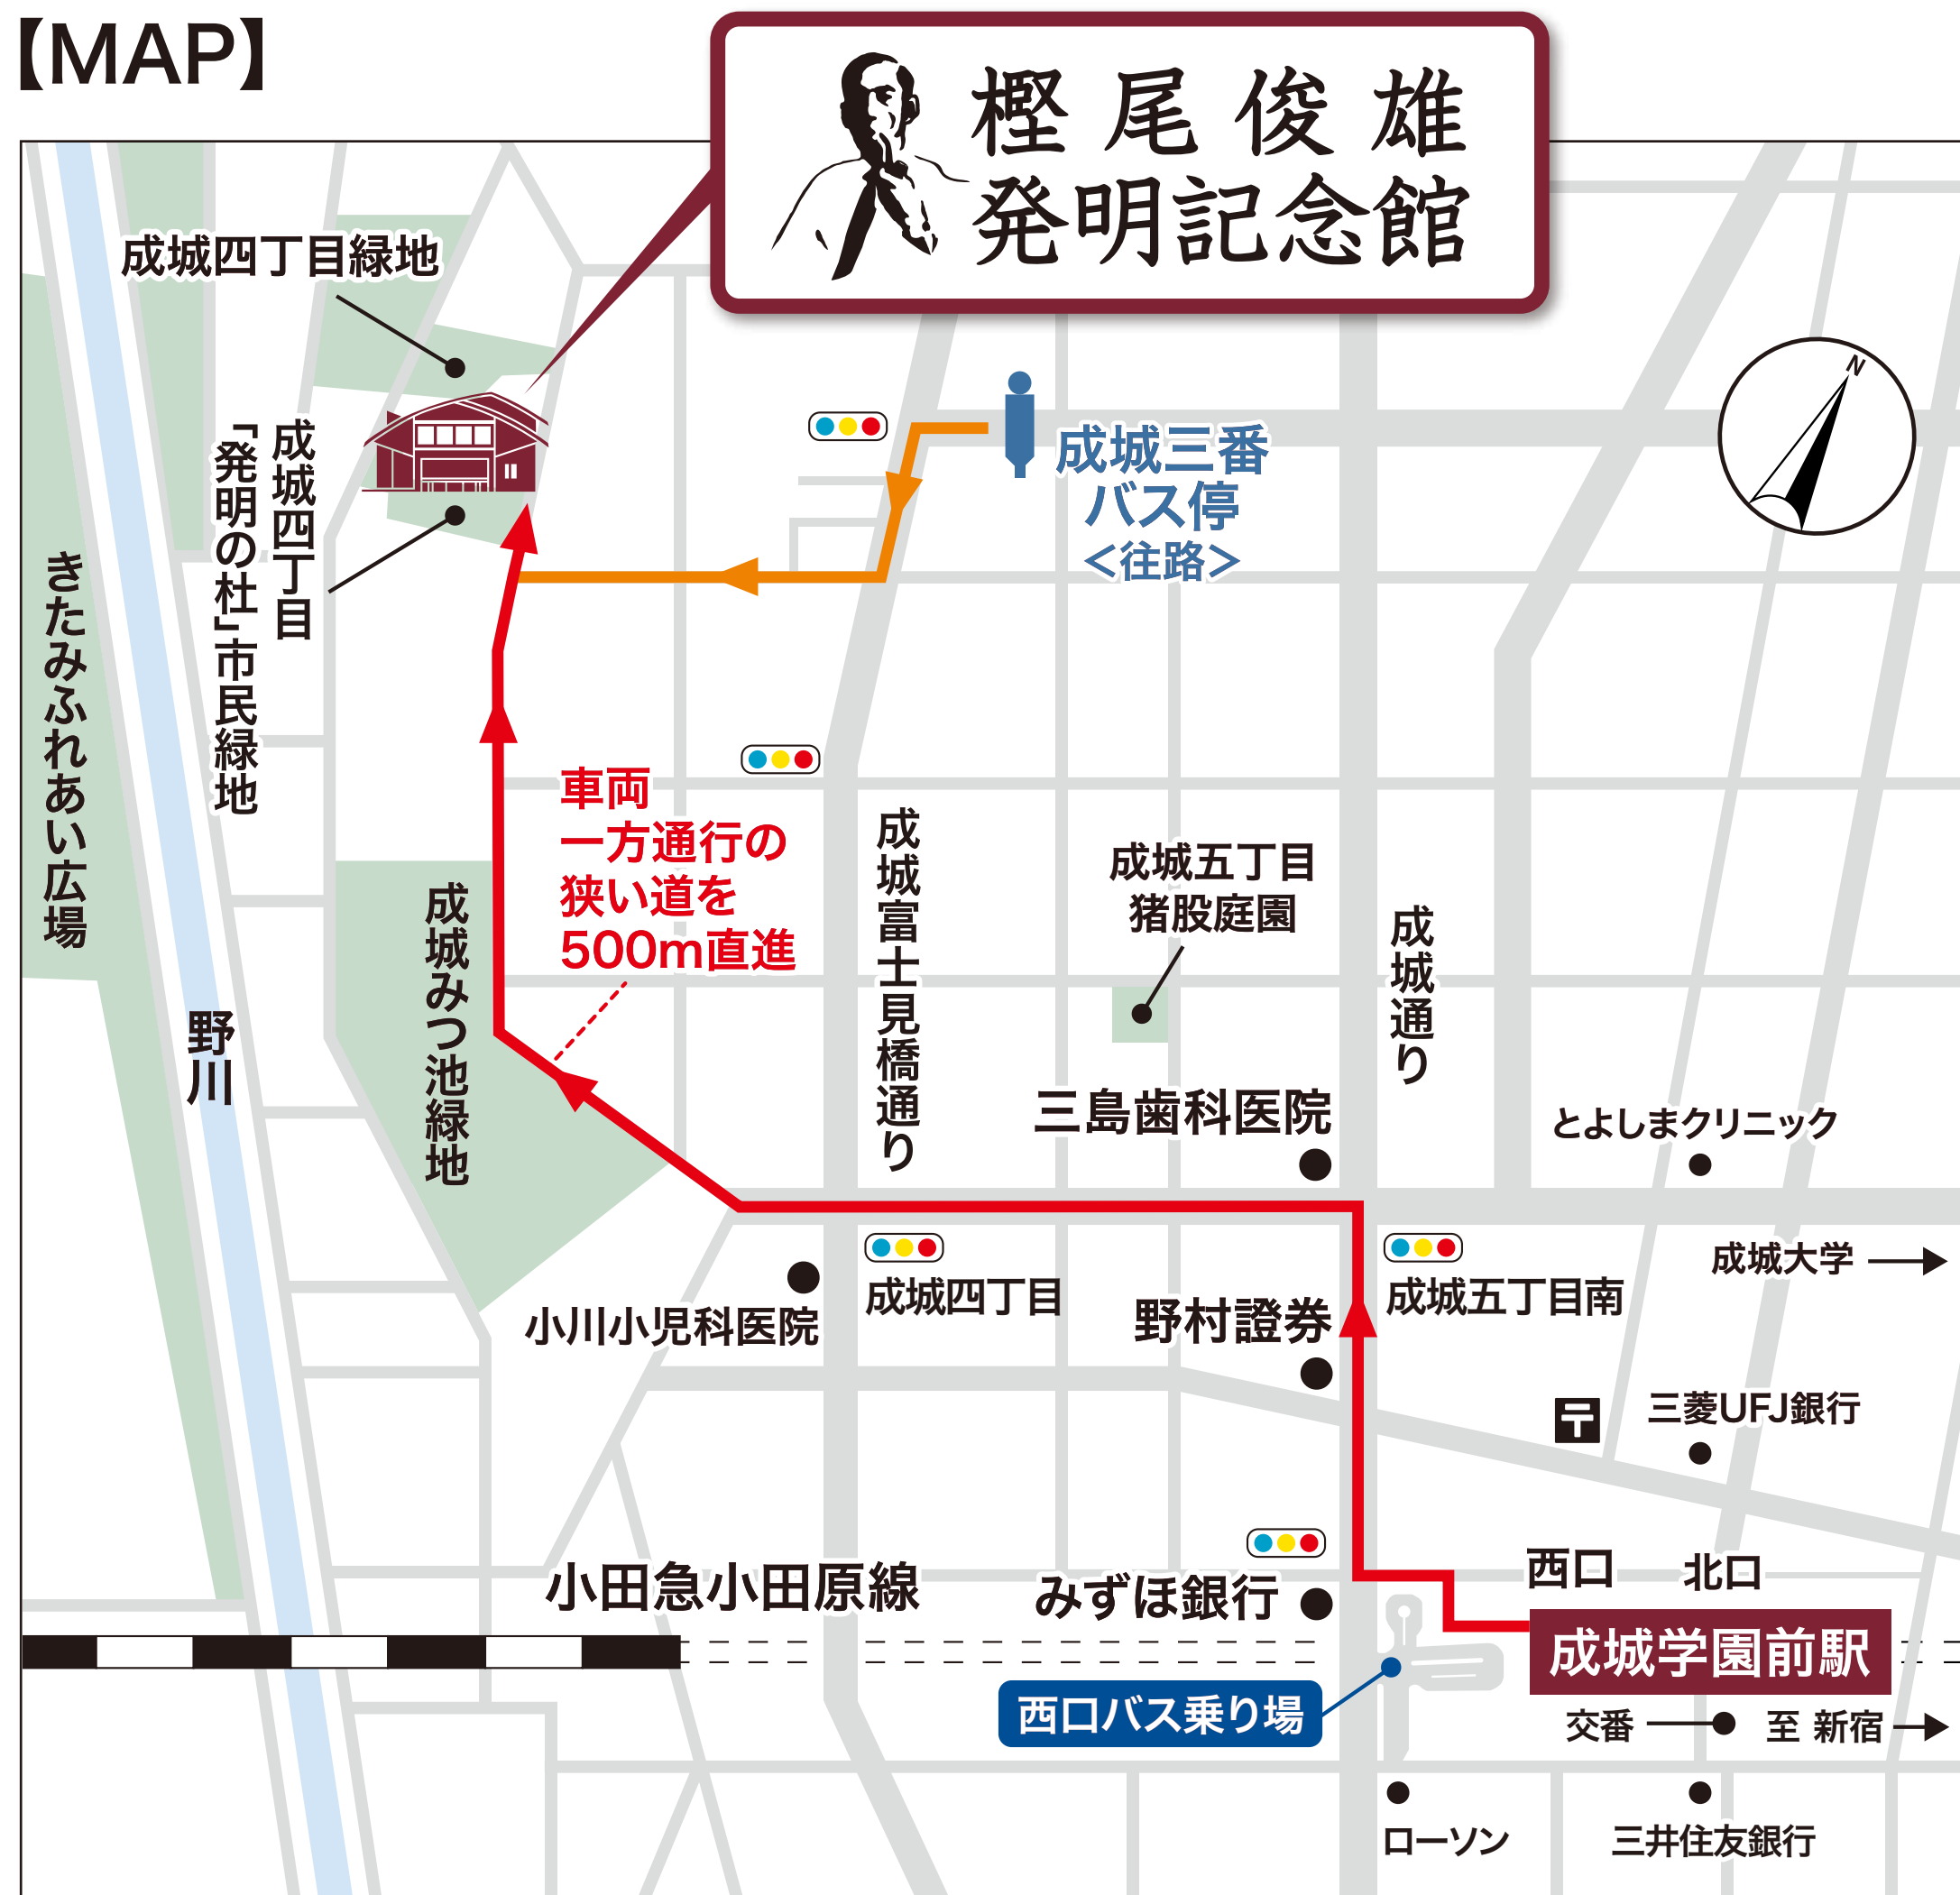 【MAP】
樫尾俊雄
発明記念館
成城四丁目緑地
N
成城三番
バス停
<往路>
成城四丁目
「発明の杜」市民緑地
きたみふれあい広場
車両
一方通行の
狭い道を
500m直進
成城富士見橋通り
成城五丁目
猪股庭園
成城通り
成城みつ池緑地
野川
三島歯科医院
とよしまクリニック
成城大学
成城四丁目
成城五丁目南
小川小児科医院
野村證券
三菱UFJ銀行
〒
西口
北口
小田急小田原線
みずほ銀行
成城学園前駅
西口バス乗り場
交番
至 新宿
ローソン
三井住友銀行